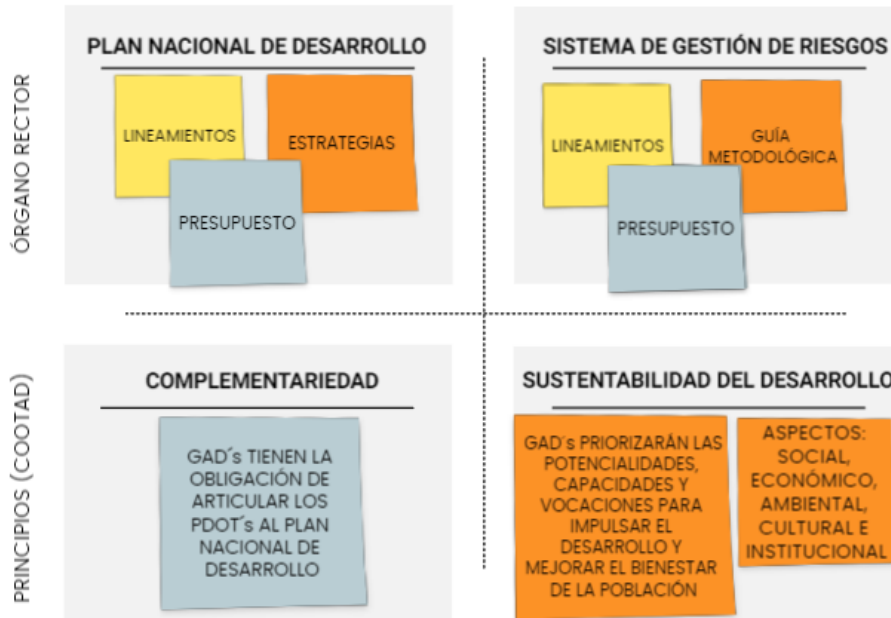 ÓRGANO RECTOR
PLAN NACIONAL DE DESARROLLO
LINEAMIENTOS
ESTRATEGIAS
PRESUPUESTO
SISTEMA DE GESTIÓN DE RIESGOS
LINEAMIENTOS
GUÍA
METODOLÓGICA
PRESUPUESTO
PRINCIPIOS (COOTAD)
COMPLEMENTARIEDAD
GAD´s TIENEN LA
OBLIGACIÓN DE
ARTICULAR LOS
PDOT´s AL PLAN
NACIONAL DE
DESARROLLO
SUSTENTABILIDAD DEL DESARROLLO
GAD´s PRIORIZARÁN LAS
POTENCIALIDADES,
CAPACIDADES Y
VOCACIONES PARA
IMPULSAR EL
DESARROLLO Y
MEJORAR EL BIENESTAR
DE LA POBLACIÓN
ASPECTOS:
SOCIAL,
ECONÓMICO,
AMBIENTAL,
CULTURAL E
INSTITUCIONAL